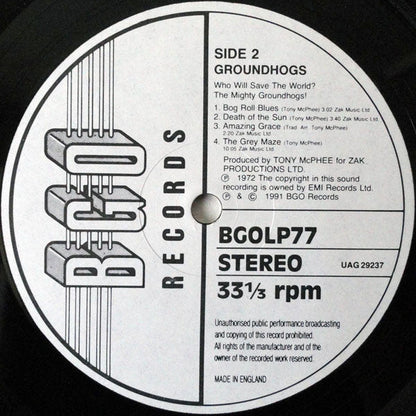 BGO
RECORDS
SIDE 2
GROUNDHOGS
Who Will Save The World?
The Mighty Groundhogs!
1. Bog Roll Blues (Tony McPhee) 3.02 Zak Music Ltd
2. Death of the Sun (Tony McPhee) 3.40 Zak Music Ltd.
3. Amazing Grace (Trad Arr. Tony McPhee)
2.20 Zak Music Ltd.
4. The Grey Maze (Tony McPhee)
10.05 Zak Music Ltd
Produced by TONY McPHEE for ZAK
PRODUCTIONS LTD.
℗ 1972 The copyright in this sound
recording is owned by EMI Records Ltd.
℗ & © 1991 BGO Records
BGOLP77
STEREO
UAG 29237
33⅓ rpm
Unauthorised public performance broadcasting
and copying of this record prohibited.
All rights of the manufacturer and of the
owner of the recorded work reserved.
MADE IN ENGLAND